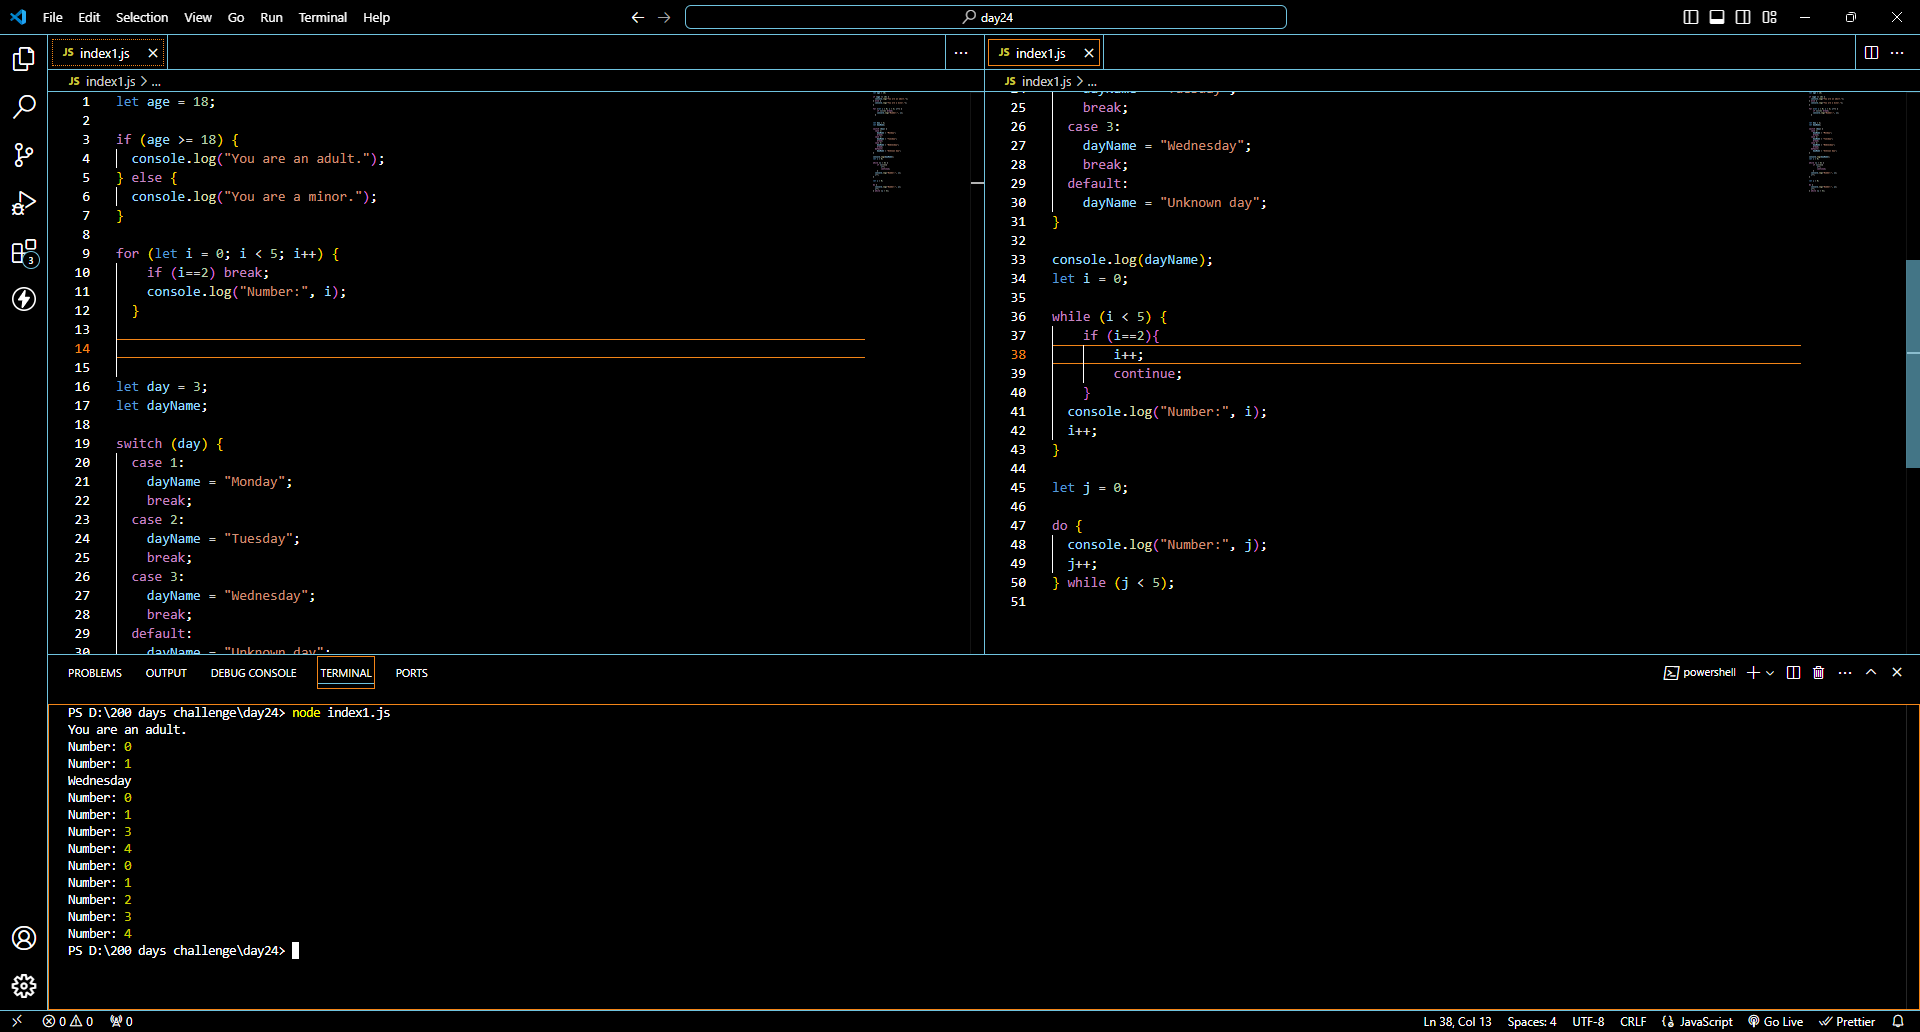 File Edit Selection View Go Run Terminal Help
day24
JS index1.js
JS index1.js > ...
1 let age = 18;
2
3 if (age >= 18) {
4 console.log("You are an adult.");
5 } else {
6 console.log("You are a minor.");
7 }
8
9 for (let i = 0; i < 5; i++) {
10 if (i==2) break;
11 console.log("Number:", i);
12 }
13
14
15
16 let day = 3;
17 let dayName;
18
19 switch (day) {
20 case 1:
21 dayName = "Monday";
22 break;
23 case 2:
24 dayName = "Tuesday";
25 break;
26 case 3:
27 dayName = "Wednesday";
28 break;
29 default:
30 dayName = "Unknown day";
JS index1.js
JS index1.js > ...
24 dayName = "Tuesday";
25 break;
26 case 3:
27 dayName = "Wednesday";
28 break;
29 default:
30 dayName = "Unknown day";
31 }
32
33 console.log(dayName);
34 let i = 0;
35
36 while (i < 5) {
37 if (i==2){
38 i++;
39 continue;
40 }
41 console.log("Number:", i);
42 i++;
43 }
44
45 let j = 0;
46
47 do {
48 console.log("Number:", j);
49 j++;
50 } while (j < 5);
51
3
PROBLEMS OUTPUT DEBUG CONSOLE TERMINAL PORTS
powershell
PS D:\200 days challenge\day24> node index1.js
You are an adult.
Number: 0
Number: 1
Wednesday
Number: 0
Number: 1
Number: 3
Number: 4
Number: 0
Number: 1
Number: 2
Number: 3
Number: 4
PS D:\200 days challenge\day24>
0 0 0
Ln 38, Col 13 Spaces: 4 UTF-8 CRLF {} JavaScript Go Live Prettier